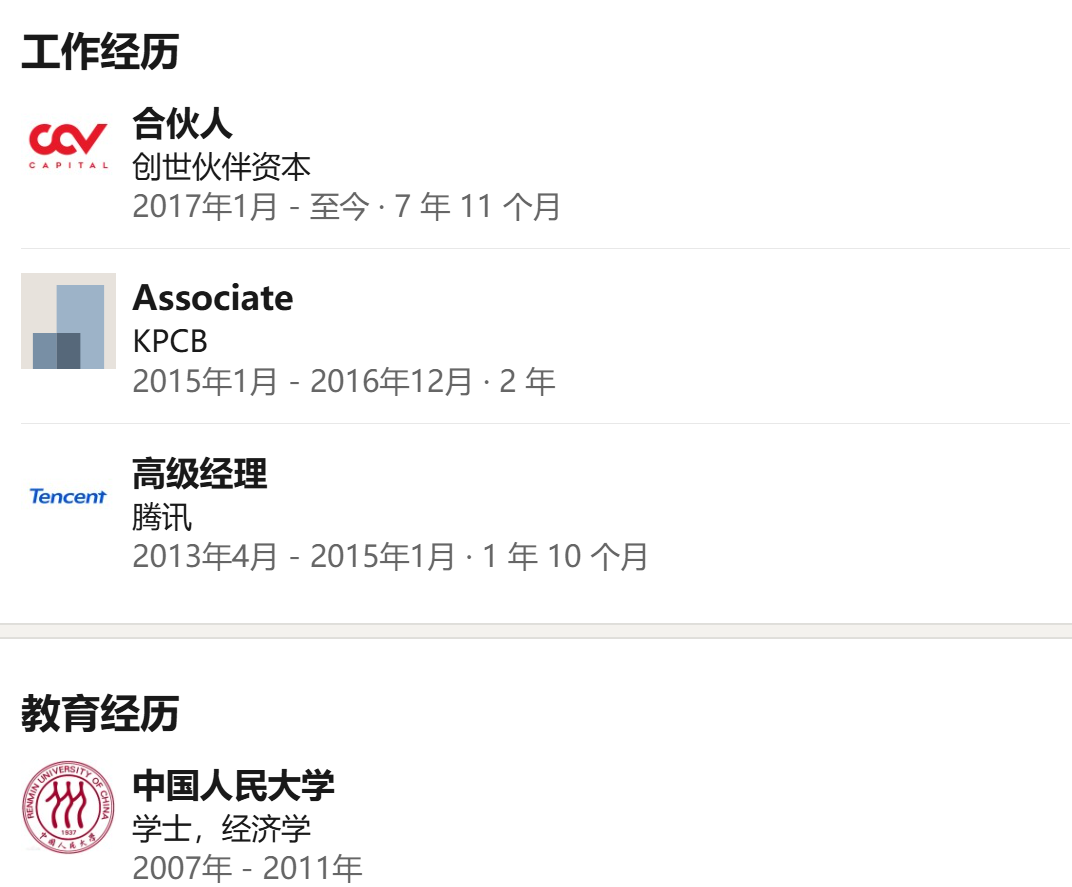 工作经历
CCV
CAPITAL
合伙人
创世伙伴资本
2017年1月 - 至今 · 7 年 11 个月
Associate
KPCB
2015年1月 - 2016年12月 · 2 年
高级经理
Tencent
腾讯
2013年4月 - 2015年1月 · 1 年 10 个月
教育经历
RENMIN UNIVERSITY OF CHINA
1937
中国人民大学
中国人民大学
学士，经济学
2007年 - 2011年